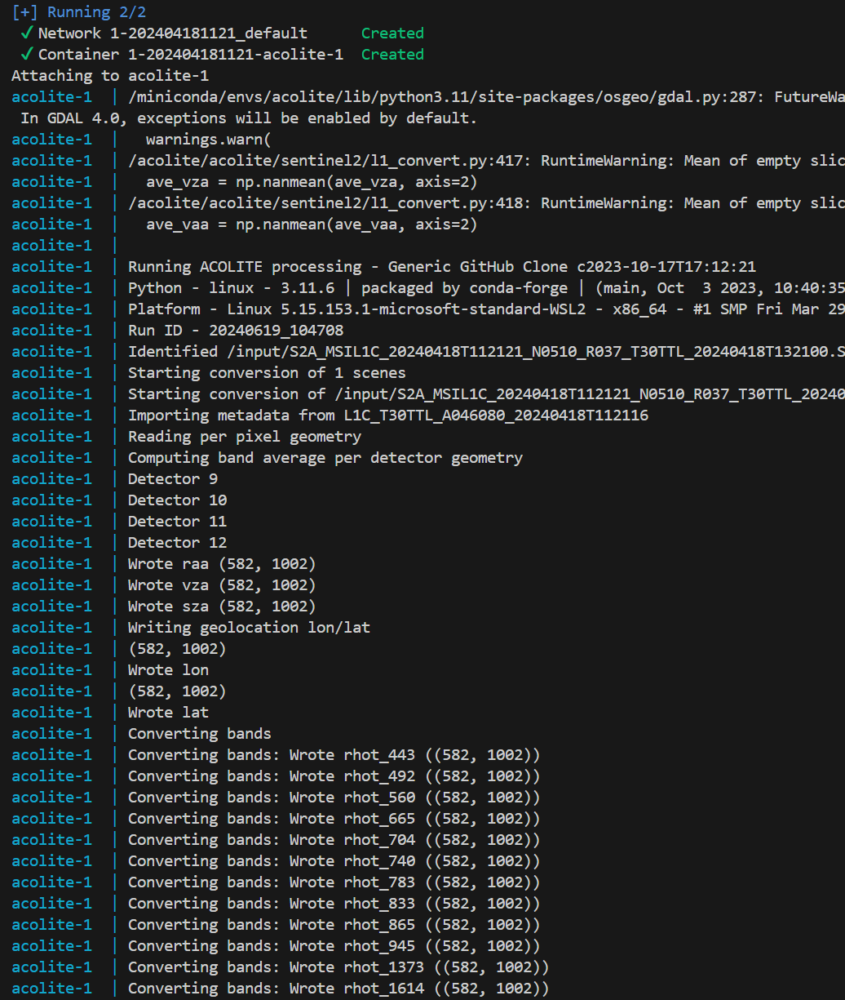 [+] Running 2/2
✓ Network 1-202404181121_default Created
✓ Container 1-202404181121-acolite-1 Created
Attaching to acolite-1
acolite-1 | /miniconda/envs/acolite/lib/python3.11/site-packages/osgeo/gdal.py:287: FutureWa
In GDAL 4.0, exceptions will be enabled by default.
acolite-1 | warnings.warn(
acolite-1 | /acolite/acolite/sentinel2/l1_convert.py:417: RuntimeWarning: Mean of empty slic
acolite-1 | ave_vza = np.nanmean(ave_vza, axis=2)
acolite-1 | /acolite/acolite/sentinel2/l1_convert.py:418: RuntimeWarning: Mean of empty slic
acolite-1 | ave_vaa = np.nanmean(ave_vaa, axis=2)
acolite-1 |
acolite-1 | Running ACOLITE processing - Generic GitHub Clone c2023-10-17T17:12:21
acolite-1 | Python - linux - 3.11.6 | packaged by conda-forge | (main, Oct  3 2023, 10:40:35
acolite-1 | Platform - Linux 5.15.153.1-microsoft-standard-WSL2 - x86_64 - #1 SMP Fri Mar 29
acolite-1 | Run ID - 20240619_104708
acolite-1 | Identified /input/S2A_MSIL1C_20240418T112121_N0510_R037_T30TTL_20240418T132100.S
acolite-1 | Starting conversion of 1 scenes
acolite-1 | Starting conversion of /input/S2A_MSIL1C_20240418T112121_N0510_R037_T30TTL_20240
acolite-1 | Importing metadata from L1C_T30TTL_A046080_20240418T112116
acolite-1 | Reading per pixel geometry
acolite-1 | Computing band average per detector geometry
acolite-1 | Detector 9
acolite-1 | Detector 10
acolite-1 | Detector 11
acolite-1 | Detector 12
acolite-1 | Wrote raa (582, 1002)
acolite-1 | Wrote vza (582, 1002)
acolite-1 | Wrote sza (582, 1002)
acolite-1 | Writing geolocation lon/lat
acolite-1 | (582, 1002)
acolite-1 | Wrote lon
acolite-1 | (582, 1002)
acolite-1 | Wrote lat
acolite-1 | Converting bands
acolite-1 | Converting bands: Wrote rhot_443 ((582, 1002))
acolite-1 | Converting bands: Wrote rhot_492 ((582, 1002))
acolite-1 | Converting bands: Wrote rhot_560 ((582, 1002))
acolite-1 | Converting bands: Wrote rhot_665 ((582, 1002))
acolite-1 | Converting bands: Wrote rhot_704 ((582, 1002))
acolite-1 | Converting bands: Wrote rhot_740 ((582, 1002))
acolite-1 | Converting bands: Wrote rhot_783 ((582, 1002))
acolite-1 | Converting bands: Wrote rhot_833 ((582, 1002))
acolite-1 | Converting bands: Wrote rhot_865 ((582, 1002))
acolite-1 | Converting bands: Wrote rhot_945 ((582, 1002))
acolite-1 | Converting bands: Wrote rhot_1373 ((582, 1002))
acolite-1 | Converting bands: Wrote rhot_1614 ((582, 1002))